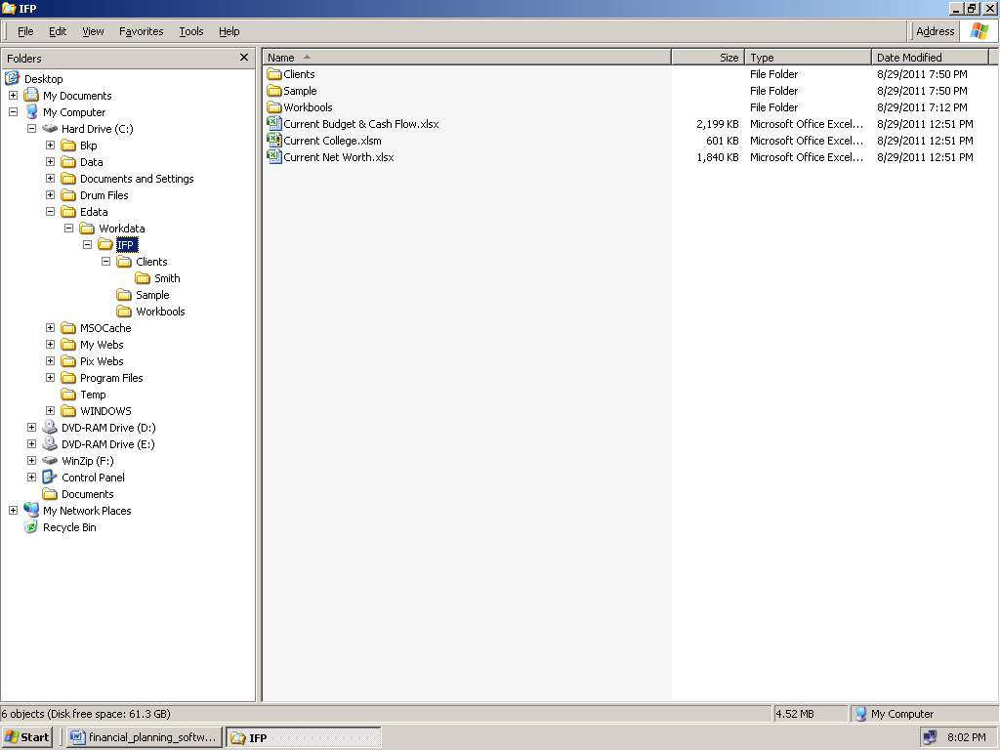 IFP
File Edit View Favorites Tools Help Address
Folders
Desktop
My Documents
My Computer
Hard Drive (C:)
Bkp
Data
Documents and Settings
Drum Files
Edata
Workdata
IFP
Clients
Smith
Sample
Workbools
MSOCache
My Webs
Pix Webs
Program Files
Temp
WINDOWS
DVD-RAM Drive (D:)
DVD-RAM Drive (E:)
WinZip (F:)
Control Panel
Documents
My Network Places
Recycle Bin
Name Size Type Date Modified
Clients File Folder 8/29/2011 7:50 PM
Sample File Folder 8/29/2011 7:50 PM
Workbools File Folder 8/29/2011 7:12 PM
Current Budget & Cash Flow.xlsx 2,199 KB Microsoft Office Excel... 8/29/2011 12:51 PM
Current College.xlsm 601 KB Microsoft Office Excel... 8/29/2011 12:51 PM
Current Net Worth.xlsx 1,840 KB Microsoft Office Excel... 8/29/2011 12:51 PM
6 objects (Disk free space: 61.3 GB) 4.52 MB My Computer
Start financial_planning_softw... IFP 8:02 PM